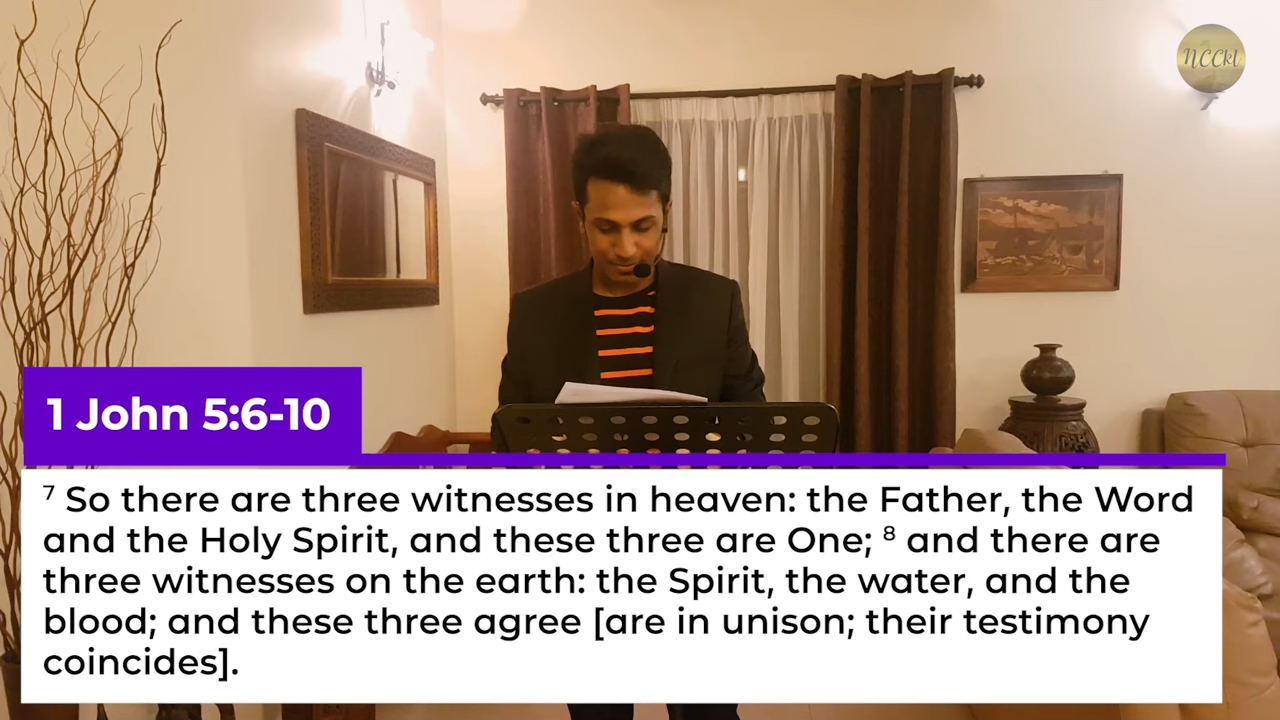 NCCkl
1 John 5:6-10
⁷ So there are three witnesses in heaven: the Father, the Word
and the Holy Spirit, and these three are One; ⁸ and there are
three witnesses on the earth: the Spirit, the water, and the
blood; and these three agree [are in unison; their testimony
coincides].